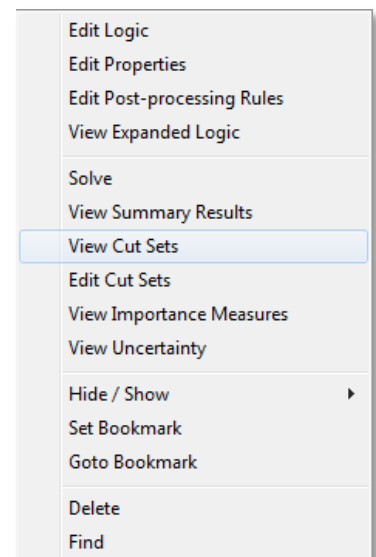 Edit Logic
Edit Properties
Edit Post-processing Rules
View Expanded Logic
Solve
View Summary Results
View Cut Sets
Edit Cut Sets
View Importance Measures
View Uncertainty
Hide / Show
Set Bookmark
Goto Bookmark
Delete
Find